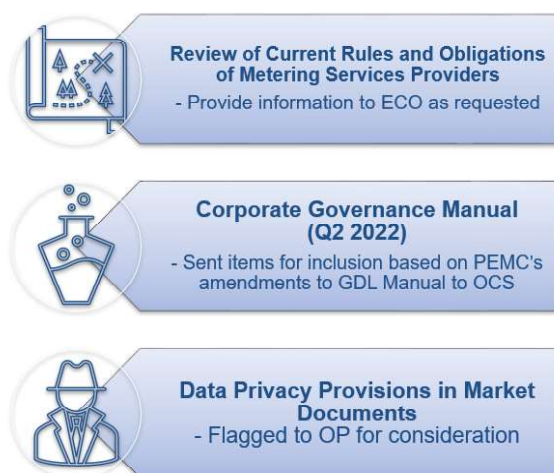 Review of Current Rules and Obligations
of Metering Services Providers
- Provide information to ECO as requested
Corporate Governance Manual
(Q2 2022)
- Sent items for inclusion based on PEMC's
amendments to GDL Manual to OCS
Data Privacy Provisions in Market
Documents
- Flagged to OP for consideration